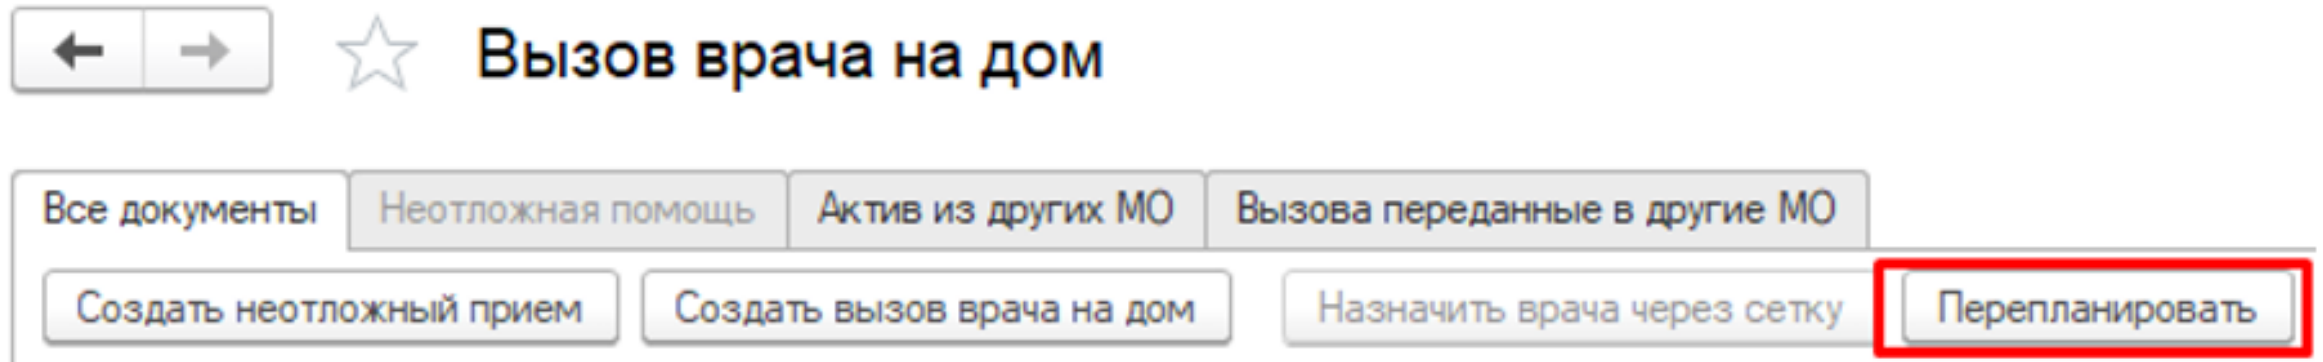 Вызов врача на дом
Все документы Неотложная помощь Актив из других МО Вызова переданные в другие МО
Создать неотложный прием Создать вызов врача на дом Назначить врача через сетку Перепланировать